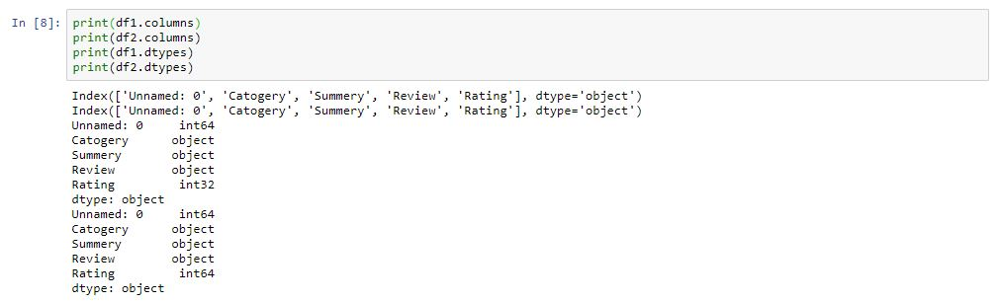 In [8]: print(df1.columns)
print(df2.columns)
print(df1.dtypes)
print(df2.dtypes)
Index(['Unnamed: 0', 'Catogery', 'Summery', 'Review', 'Rating'], dtype='object')
Index(['Unnamed: 0', 'Catogery', 'Summery', 'Review', 'Rating'], dtype='object')
Unnamed: 0     int64
Catogery      object
Summery       object
Review        object
Rating         int32
dtype: object
Unnamed: 0     int64
Catogery      object
Summery       object
Review        object
Rating         int64
dtype: object